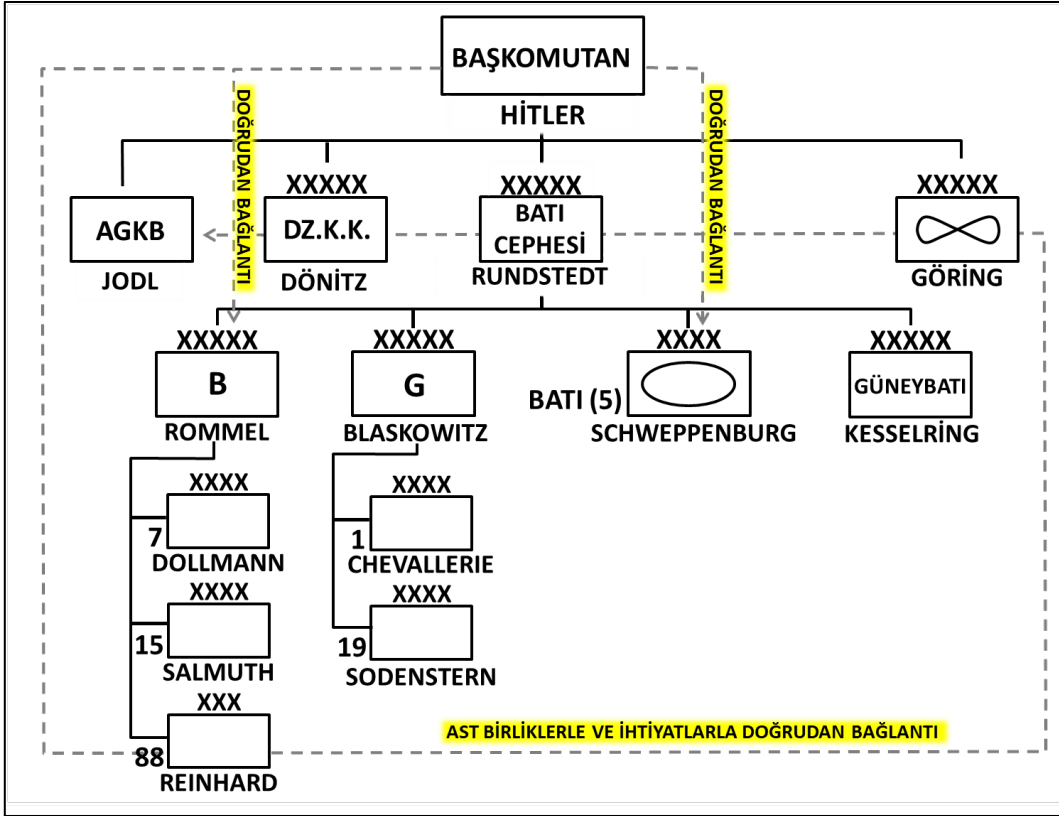 BAŞKOMUTAN
HİTLER
DOĞRUDAN BAĞLANTI
DOĞRUDAN BAĞLANTI
AGKB
JODL
XXXXX
DZ.K.K.
DÖNİTZ
XXXXX
BATI
CEPHESİ
RUNDSTEDT
XXXXX
GÖRİNG
XXXXX
B
ROMMEL
XXXXX
G
BLASKOWITZ
XXXX
BATI (5)
SCHWEPPENBURG
XXXXX
GÜNEYBATI
KESSELRİNG
XXXX
7
DOLLMANN
XXXX
15
SALMUTH
XXX
88
REINHARD
XXXX
1
CHEVALLERIE
XXXX
19
SODENSTERN
AST BİRLİKLERLE VE İHTİYATLARLA DOĞRUDAN BAĞLANTI